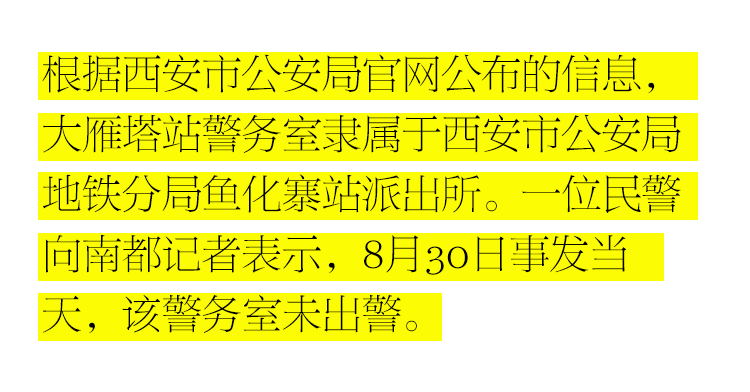 根据西安市公安局官网公布的信息，
大雁塔站警务室隶属于西安市公安局
地铁分局鱼化寨站派出所。一位民警
向南都记者表示，8月30日事发当
天，该警务室未出警。